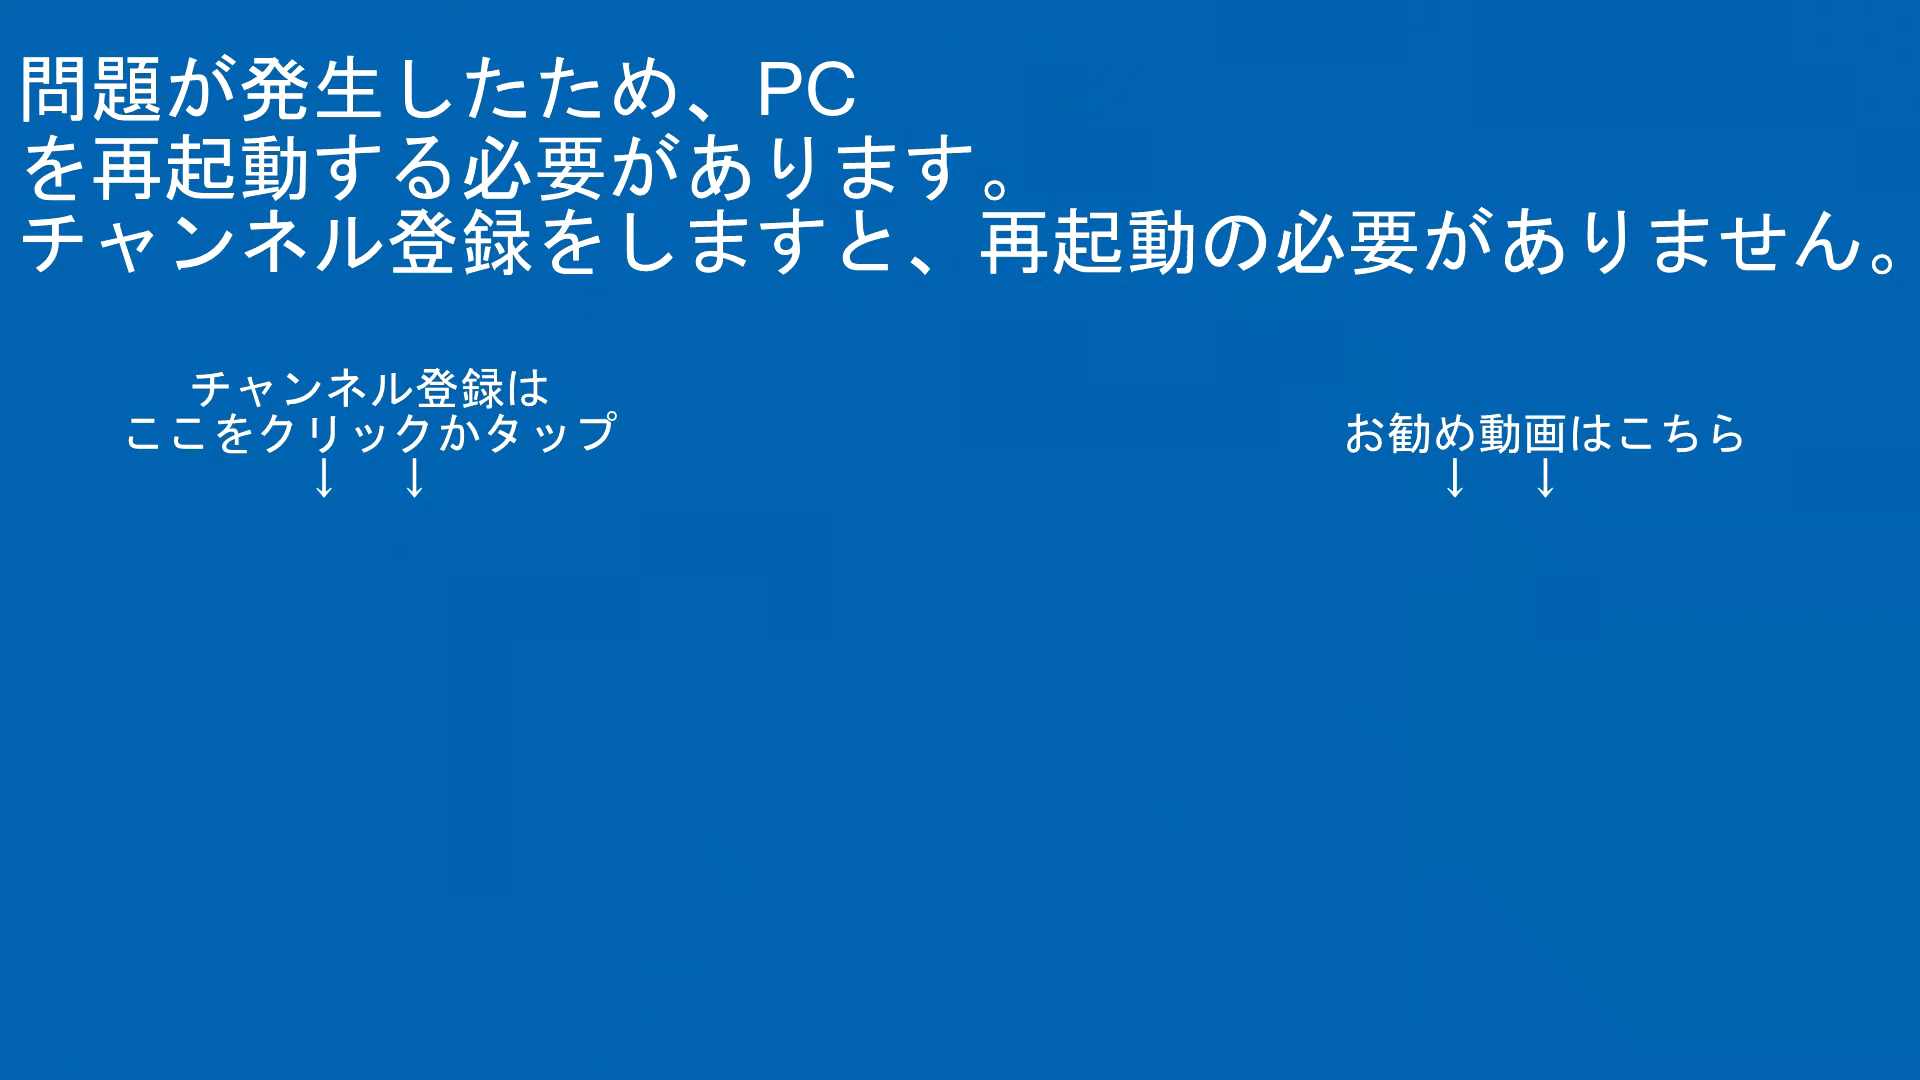 問題が発生したため、PC
を再起動する必要があります。
チャンネル登録をしますと、再起動の必要がありません。
チャンネル登録は
ここをクリックかタップ
↓ ↓
お勧め動画はこちら
↓ ↓